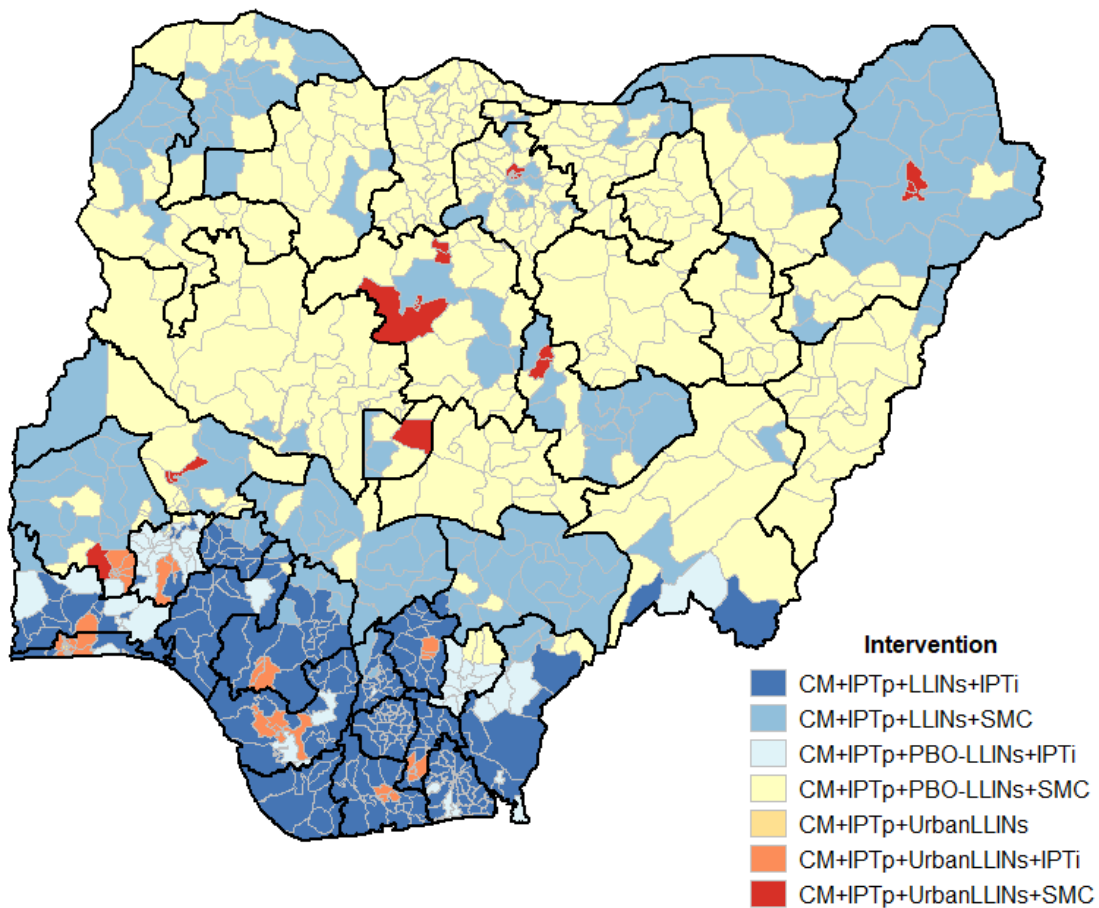 Intervention
CM+IPTp+LLINs+IPTi
CM+IPTp+LLINs+SMC
CM+IPTp+PBO-LLINs+IPTi
CM+IPTp+PBO-LLINs+SMC
CM+IPTp+UrbanLLINs
CM+IPTp+UrbanLLINs+IPTi
CM+IPTp+UrbanLLINs+SMC